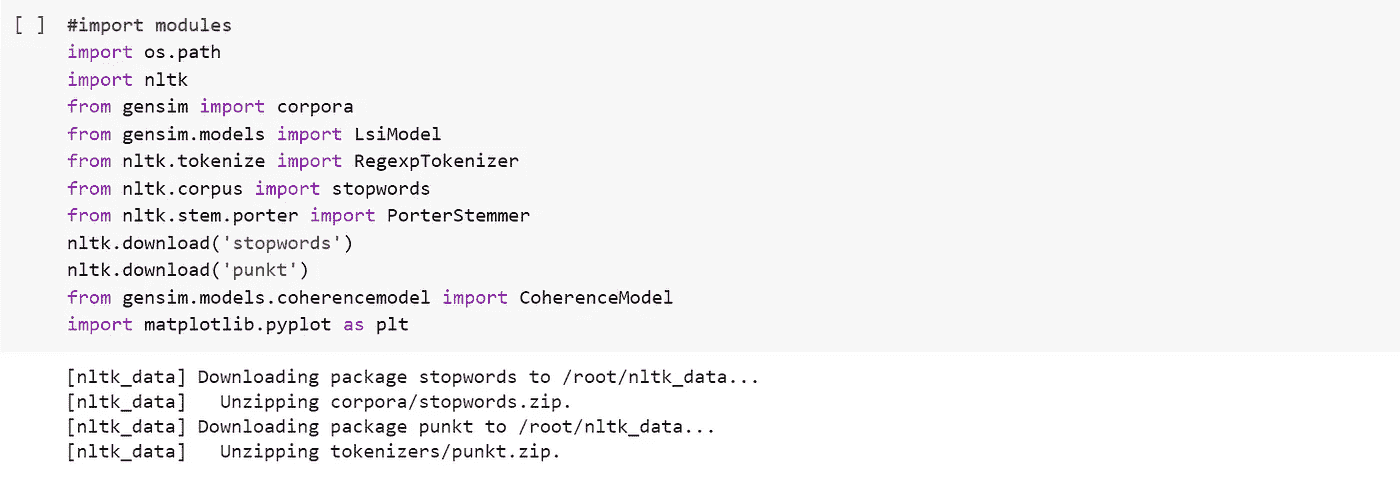 [ ] #import modules
import os.path
import nltk
from gensim import corpora
from gensim.models import LsiModel
from nltk.tokenize import RegexpTokenizer
from nltk.corpus import stopwords
from nltk.stem.porter import PorterStemmer
nltk.download('stopwords')
nltk.download('punkt')
from gensim.models.coherencemodel import CoherenceModel
import matplotlib.pyplot as plt
[nltk_data] Downloading package stopwords to /root/nltk_data...
[nltk_data]   Unzipping corpora/stopwords.zip.
[nltk_data] Downloading package punkt to /root/nltk_data...
[nltk_data]   Unzipping tokenizers/punkt.zip.